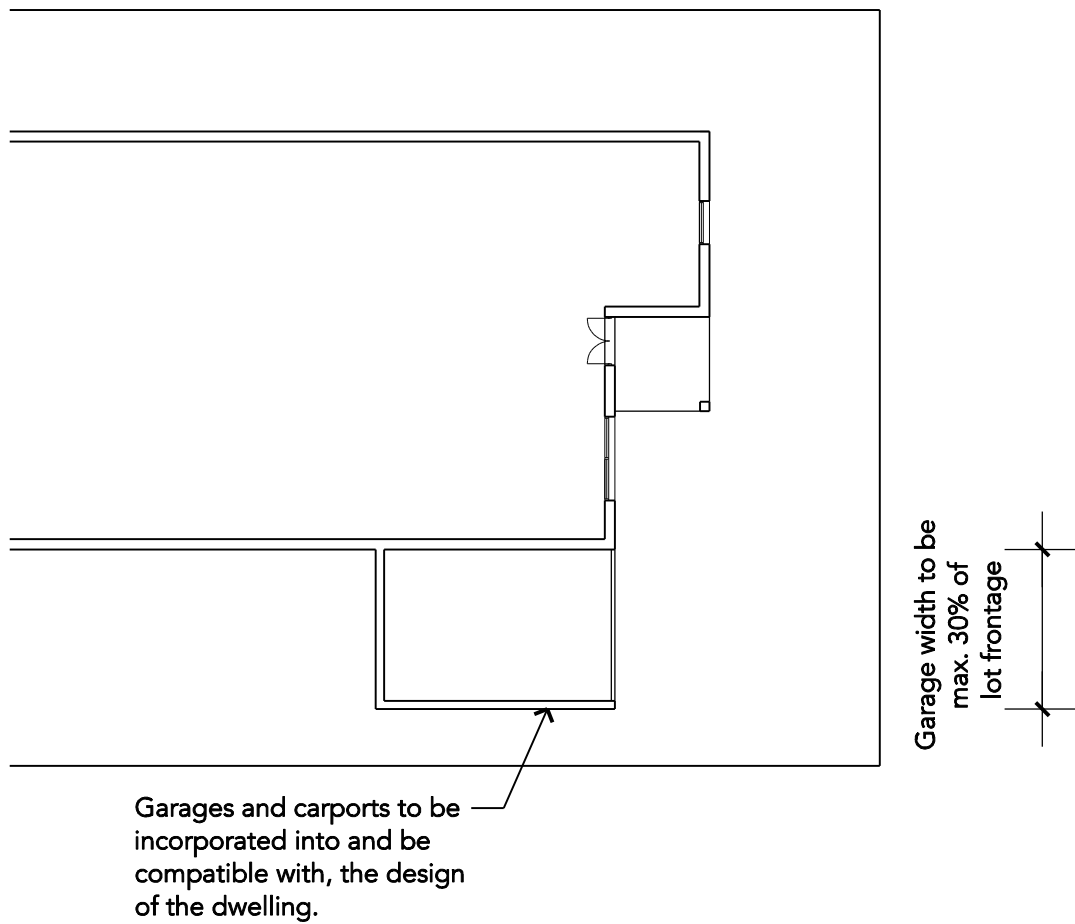 Garage width to be
max. 30% of
lot frontage
Garages and carports to be
incorporated into and be
compatible with, the design
of the dwelling.